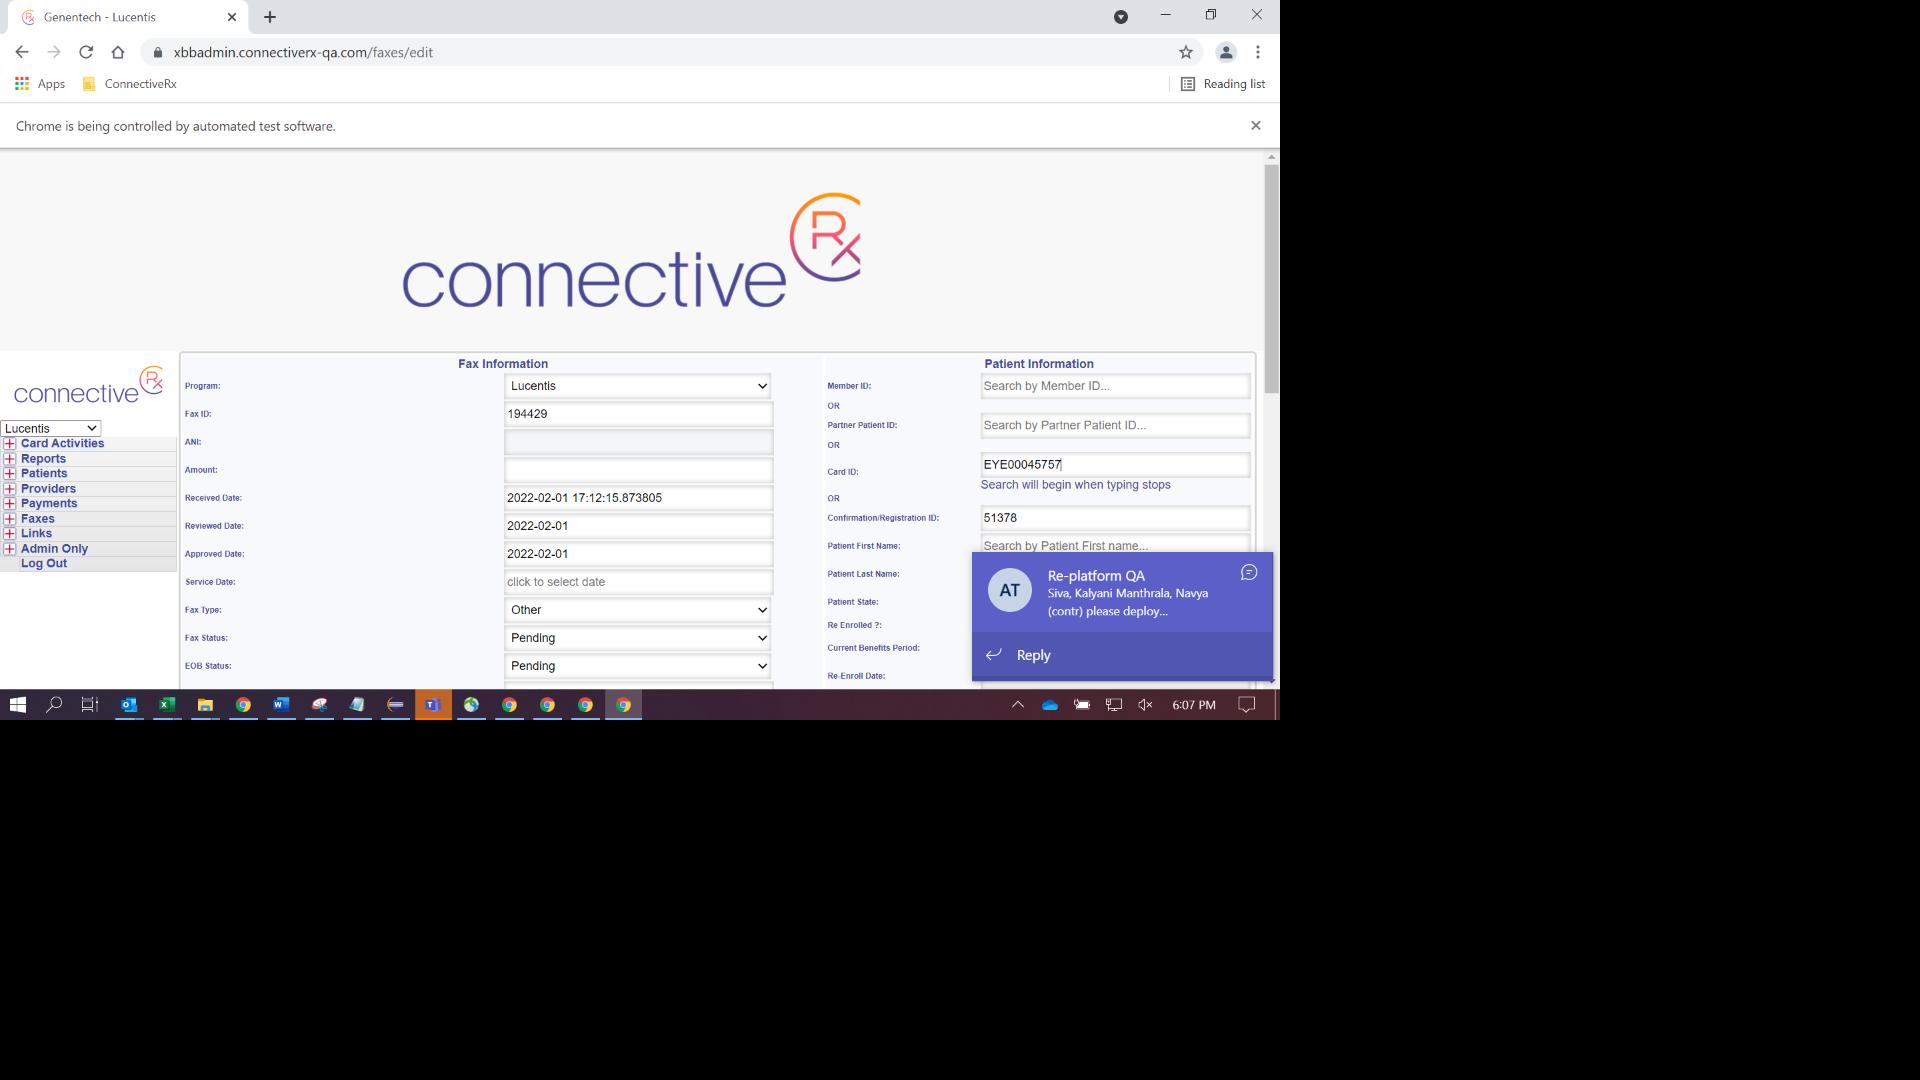 Genentech - Lucentis
xbbadmin.connectiverx-qa.com/faxes/edit
Apps
ConnectiveRx
Reading list
Chrome is being controlled by automated test software.
connective Rx
connective Rx
Lucentis
Card Activities
Reports
Patients
Providers
Payments
Faxes
Links
Admin Only
Log Out
Fax Information
Program:
Lucentis
Fax ID:
194429
ANI:
Amount:
Received Date:
2022-02-01 17:12:15.873805
Reviewed Date:
2022-02-01
Approved Date:
2022-02-01
Service Date:
click to select date
Fax Type:
Other
Fax Status:
Pending
EOB Status:
Pending
Patient Information
Member ID:
Search by Member ID...
OR
Partner Patient ID:
Search by Partner Patient ID...
OR
Card ID:
EYE00045757
Search will begin when typing stops
OR
Confirmation/Registration ID:
51378
Patient First Name:
Search by Patient First name...
Patient Last Name:
Patient State:
Re Enrolled ?:
Current Benefits Period:
Re-Enroll Date:
AT
Re-platform QA
Siva, Kalyani Manthrala, Navya
(contr) please deploy...
Reply
6:07 PM